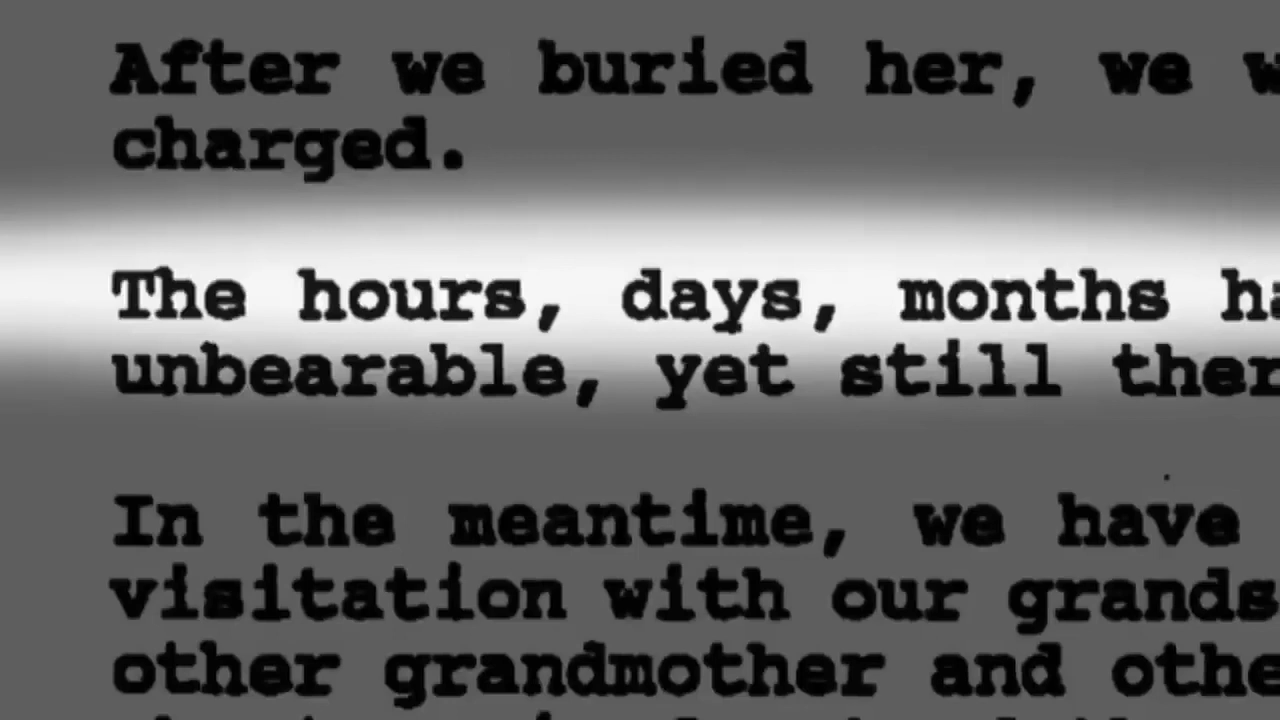 After we buried her, we
charged.
The hours, days, months
unbearable, yet still
In the meantime, we have
visitation with our
other grandmother and